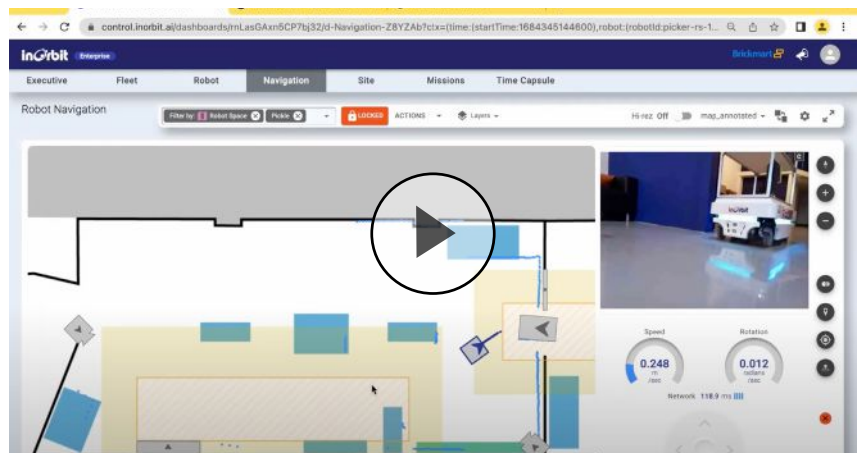 control.inorbit.ai/dashboards/rnLasGAxn5CP7bj32/d-Navigation-Z8YZAb?ctx=(time:(startTime:1684345144600),robot:(robotId:picker-rs-1...
inOrbit Enterprise Brickmart
Executive Fleet Robot Navigation Site Missions Time Capsule
Robot Navigation Filter by: Robot Space Pickle LOCKED ACTIONS Layers Hi-rez Off map_annotated
inOrbit
Speed Rotation
0.248 0.012
m radians
/sec /sec
Network 118.9 ms